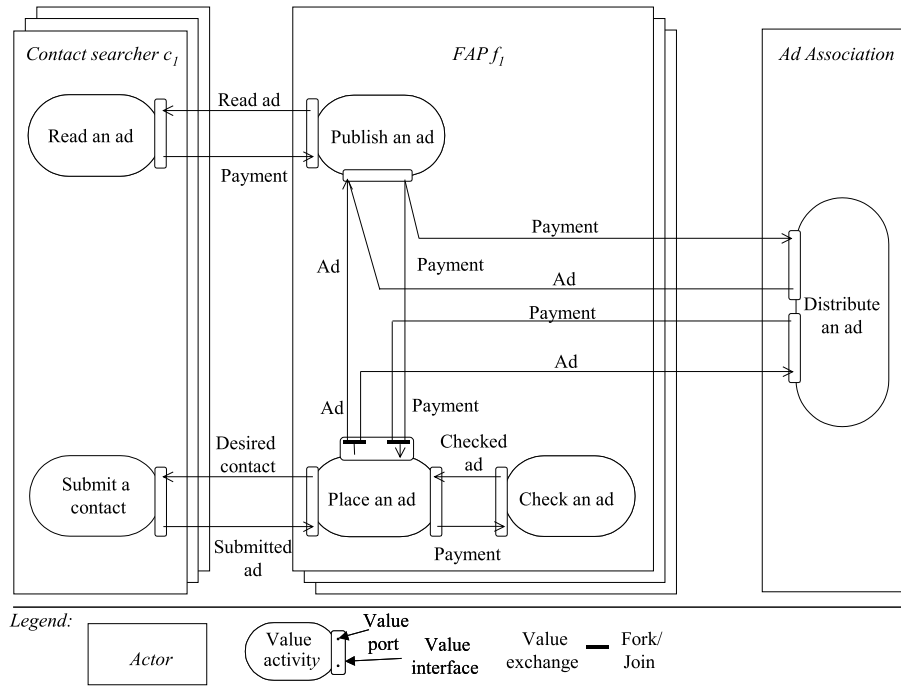 Contact searcher c1
FAP f1
Ad Association
Read ad
Read an ad
Publish an ad
Payment
Payment
Ad
Payment
Ad
Distribute
an ad
Payment
Ad
Ad
Payment
Desired
contact
Checked
ad
Submit a
contact
Place an ad
Check an ad
Submitted
ad
Payment
Legend:
Actor
Value
activity
Value
port
Value
interface
Value
exchange
Fork/
Join